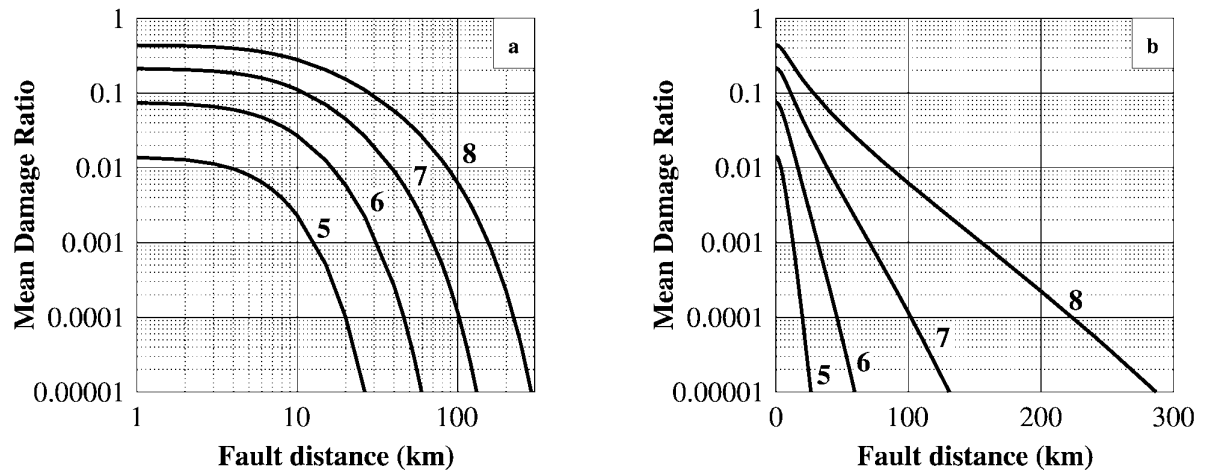 1
0.1
0.01
0.001
0.0001
0.00001
Mean Damage Ratio
1 10 100
Fault distance (km)
a
5
6
7
8
1
0.1
0.01
0.001
0.0001
0.00001
Mean Damage Ratio
0 100 200 300
Fault distance (km)
b
5
6
7
8